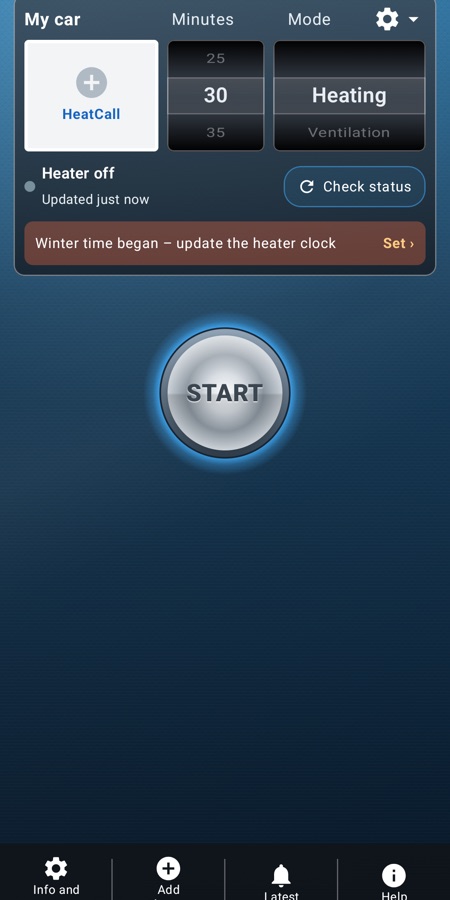 My car
Minutes
Mode
HeatCall
25
30
35
Heating
Ventilation
Heater off
Updated just now
Check status
Winter time began – update the heater clock
Set ›
START
Info and
Add
Latest
Help